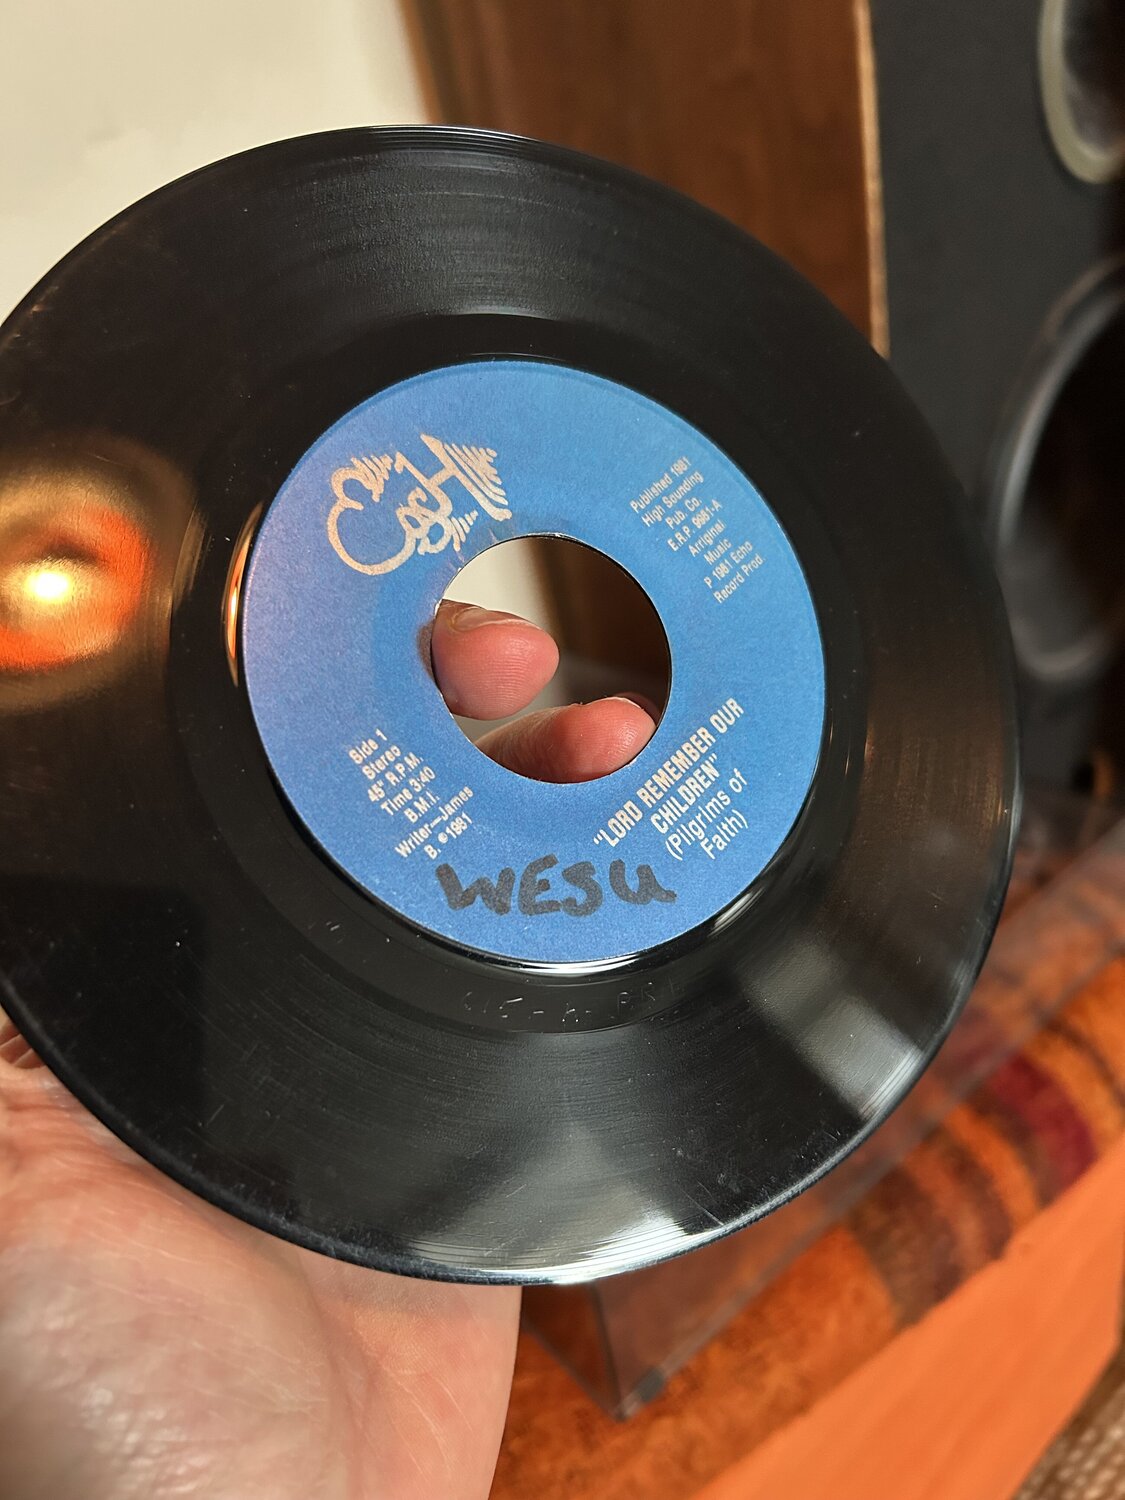 Echo
Published 1981
High Sounding
Pub. Co.
E.R.P. 9981-A
Arriginal
Music
P 1981 Echo
Record Prod.
Side 1
Stereo
45 R.P.M.
Time 3:40
B.M.I.
Writer—James
B. ©1981
"LORD REMEMBER OUR
CHILDREN"
(Pilgrims of
Faith)
WESU